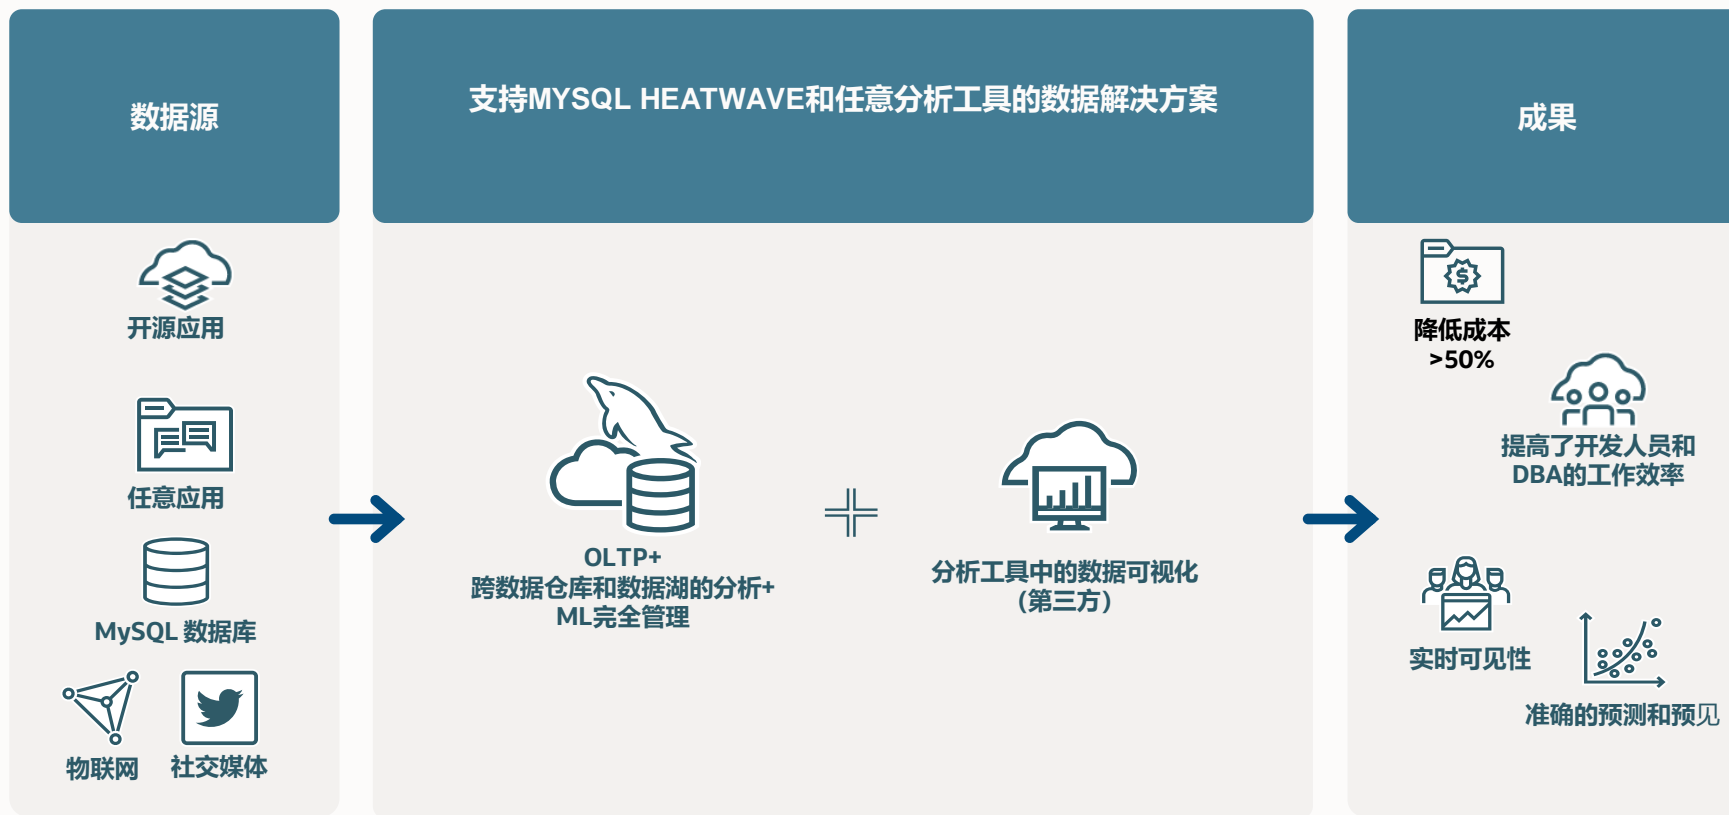 数据源
支持MYSQL HEATWAVE和任意分析工具的数据解决方案
成果
开源应用
任意应用
MySQL 数据库
物联网
社交媒体
OLTP+
跨数据仓库和数据湖的分析+
ML完全管理
分析工具中的数据可视化
（第三方）
降低成本
>50%
提高了开发人员和
DBA的工作效率
实时可见性
准确的预测和预见